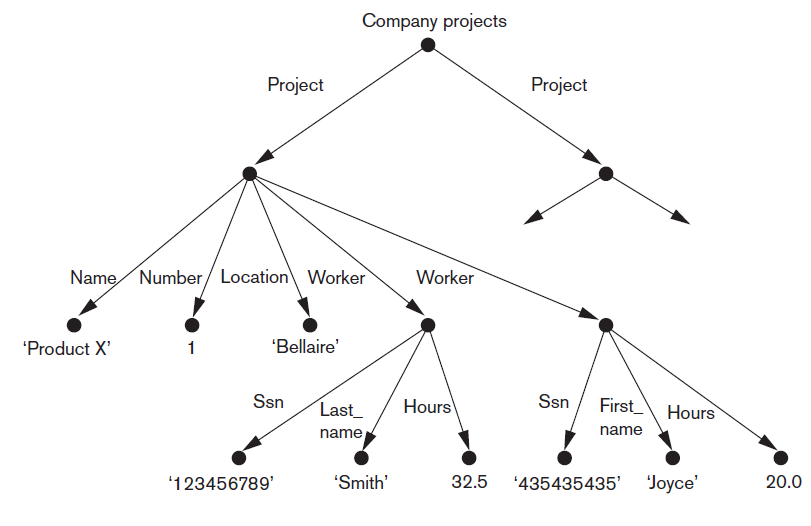 Company projects
Project
Project
Name
Number
Location
Worker
Worker
‘Product X’
1
‘Bellaire’
Ssn
Last_
name
Hours
Ssn
First_
name
Hours
‘123456789’
‘Smith’
32.5
‘435435435’
‘Joyce’
20.0